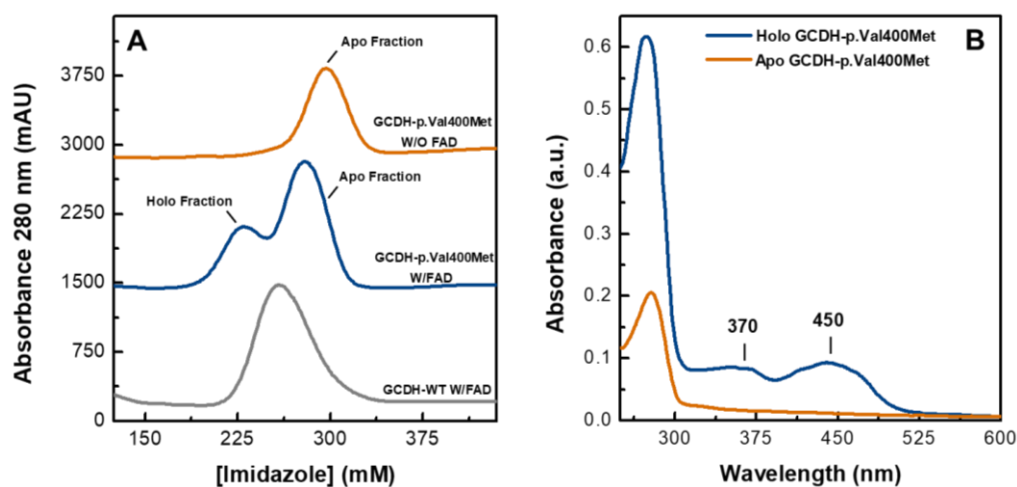 A
Apo Fraction
GCDH-p.Val400Met
W/O FAD
Holo Fraction
Apo Fraction
GCDH-p.Val400Met
W/FAD
GCDH-WT W/FAD
3750
3000
2250
1500
750
0
150
225
300
375
Absorbance 280 nm (mAU)
[Imidazole] (mM)
B
Holo GCDH-p.Val400Met
Apo GCDH-p.Val400Met
370
450
0.6
0.5
0.4
0.3
0.2
0.1
0.0
300
375
450
525
600
Absorbance (a.u.)
Wavelength (nm)